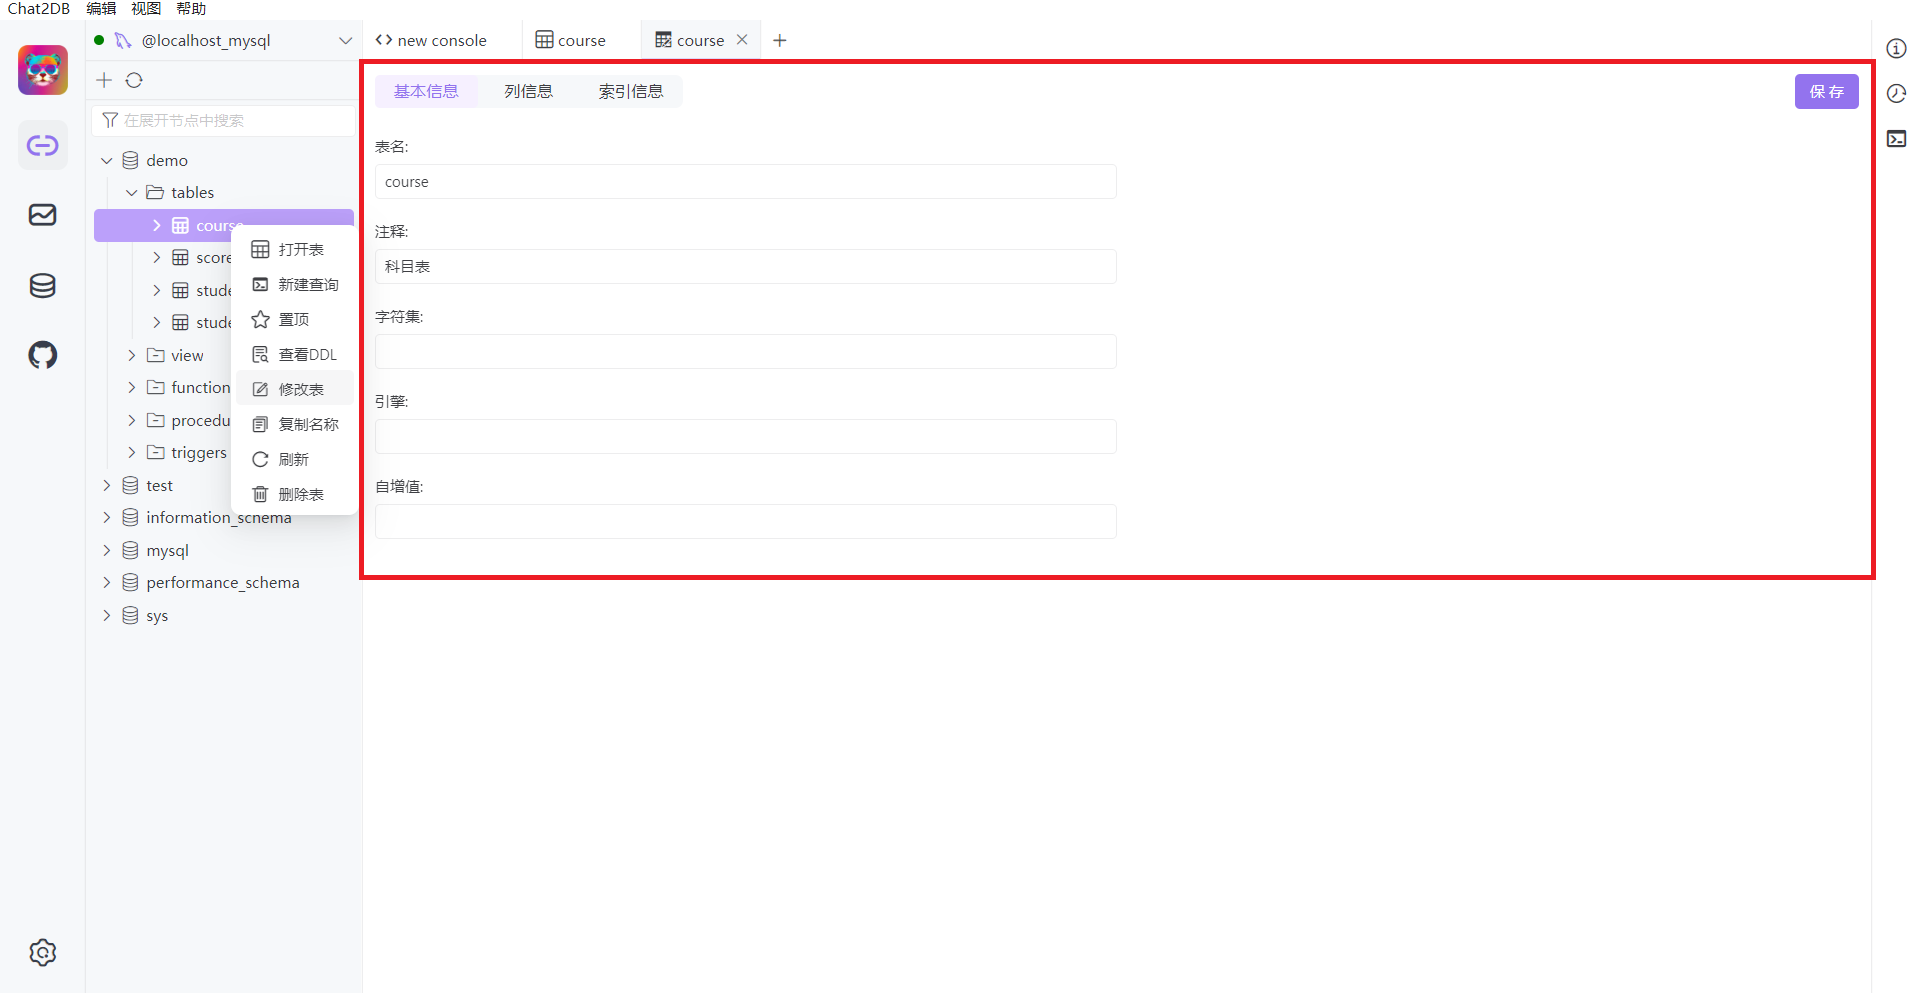 Chat2DB 编辑 视图 帮助
@localhost_mysql
new console
course
course
在展开节点中搜索
demo
tables
course
score
view
function
triggers
test
information_schema
mysql
performance_schema
sys
打开表
新建查询
置顶
查看DDL
修改表
复制名称
刷新
删除表
基本信息
列信息
索引信息
保 存
表名:
course
注释:
科目表
字符集:
引擎:
自增值: